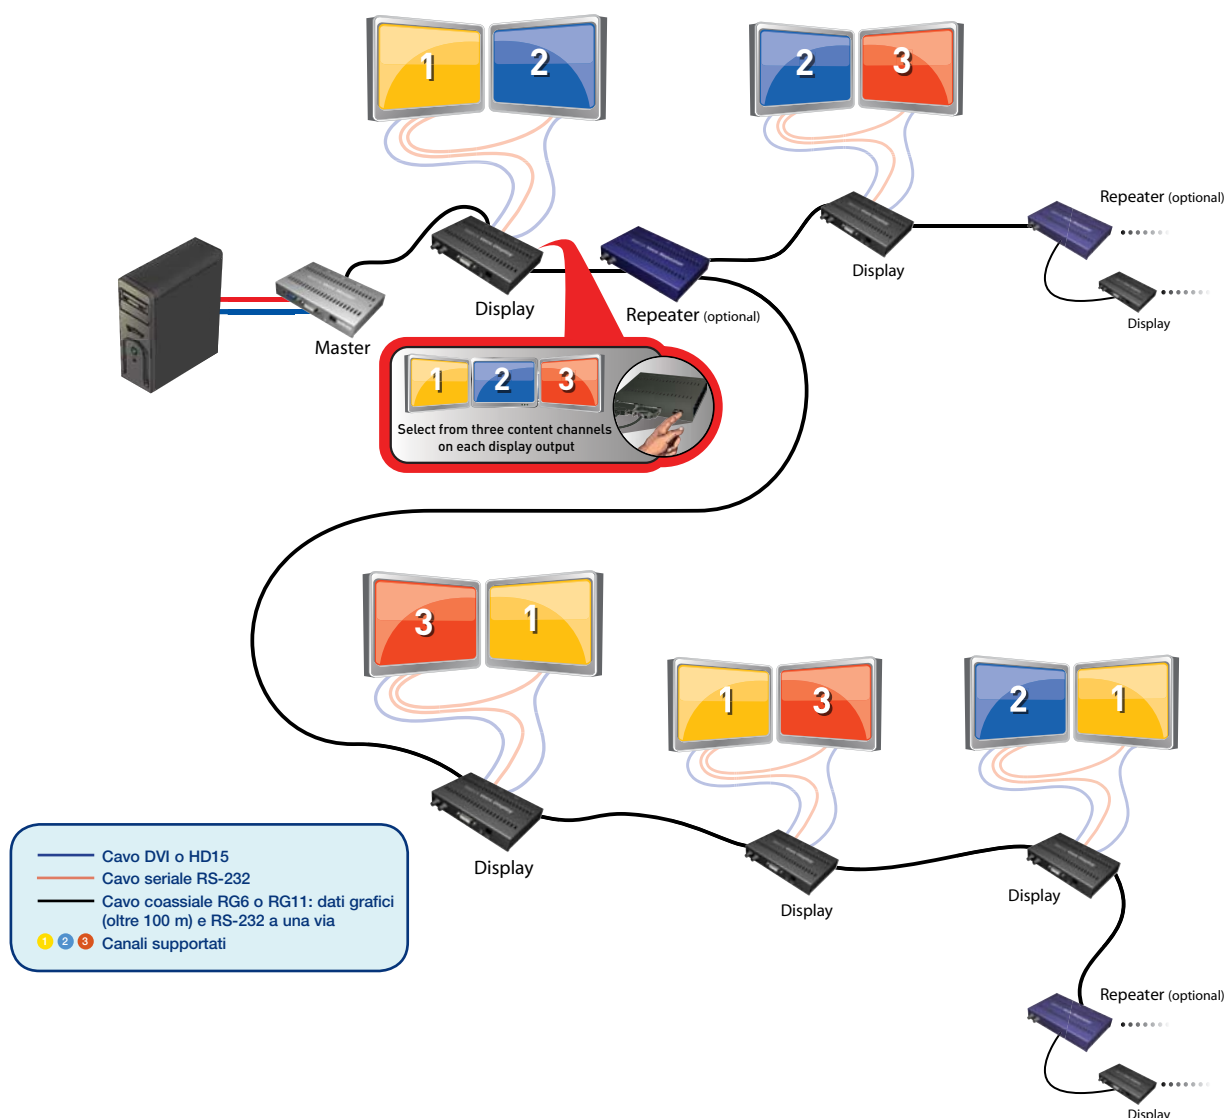 1
2
2
3
Repeater (optional)
Display
Display
Display
Repeater (optional)
Master
1
2
3
Select from three content channels
on each display output
3
1
1
3
2
1
Display
Display
Display
Cavo DVI o HD15
Cavo seriale RS-232
Cavo coassiale RG6 o RG11: dati grafici
(oltre 100 m) e RS-232 a una via
1 2 3 Canali supportati
Repeater (optional)
Display